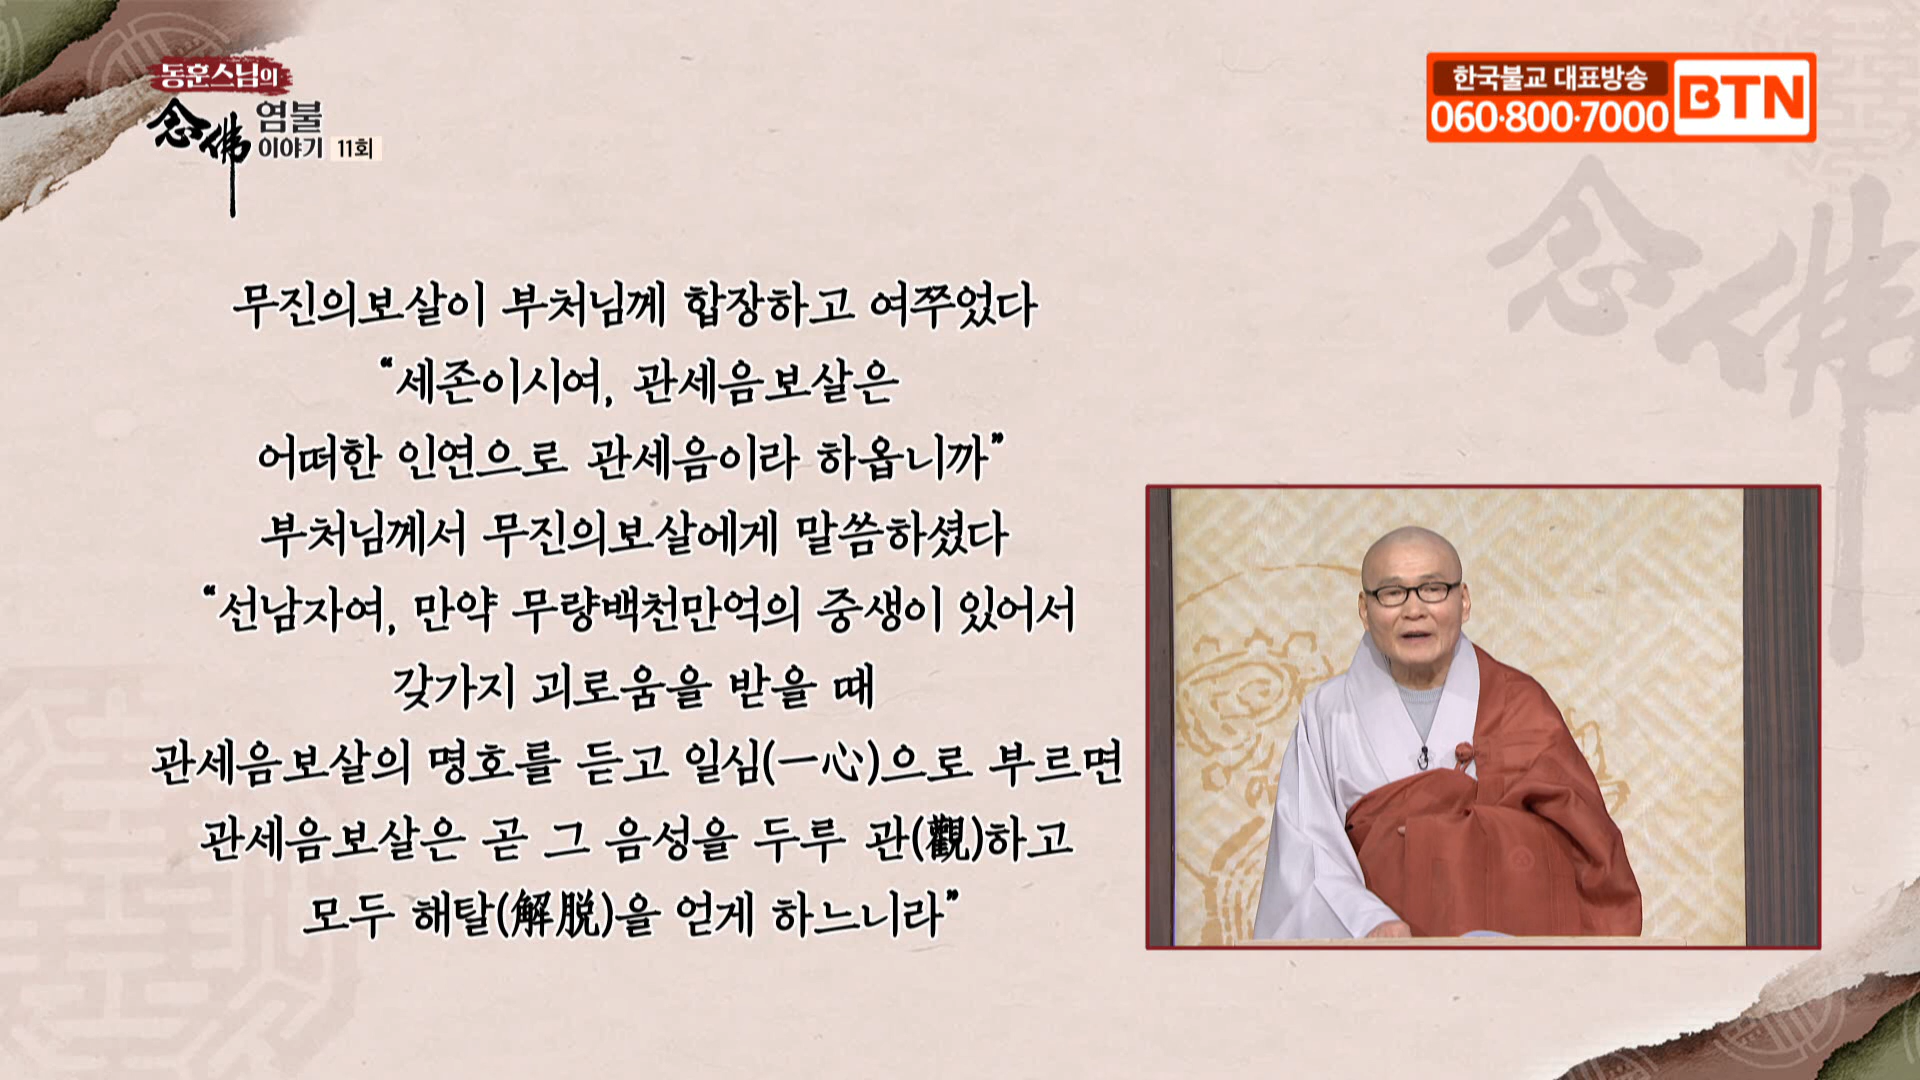 동훈스님의
念佛
염불
이야기 11회
한국불교 대표방송
060·800·7000
BTN
念佛
무진의보살이 부처님께 합장하고 여쭈었다
“세존이시여, 관세음보살은
어떠한 인연으로 관세음이라 하옵니까”
부처님께서 무진의보살에게 말씀하셨다
“선남자여, 만약 무량백천만억의 중생이 있어서
갖가지 괴로움을 받을 때
관세음보살의 명호를 듣고 일심(一心)으로 부르면
관세음보살은 곧 그 음성을 두루 관(觀)하고
모두 해탈(解脫)을 얻게 하느니라”